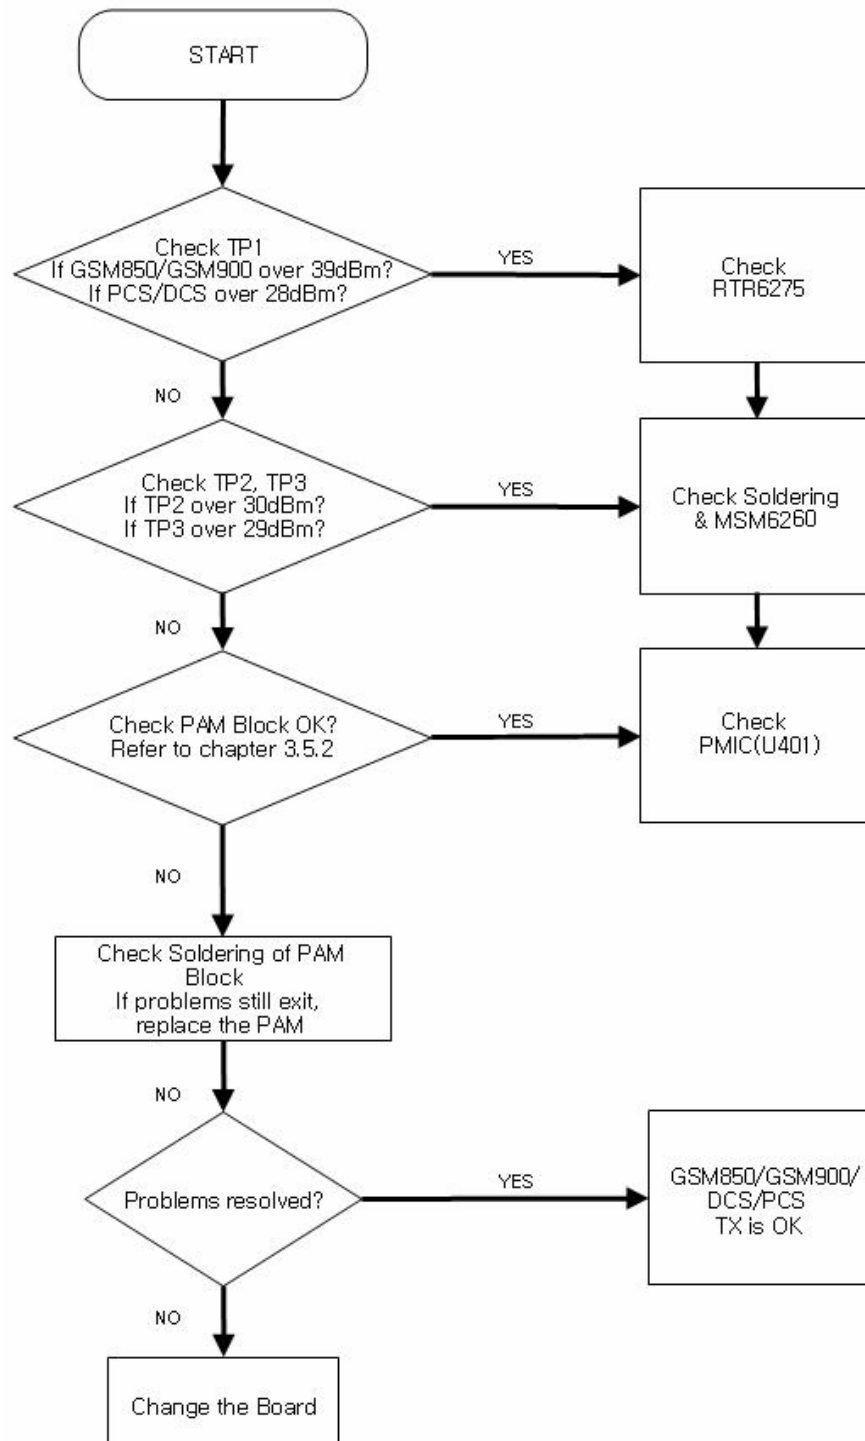 START
Check TP1
If GSM850/GSM900 over 39dBm?
If PCS/DCS over 28dBm?
YES
Check
RTR6275
NO
Check TP2, TP3
If TP2 over 30dBm?
If TP3 over 29dBm?
YES
Check Soldering
& MSM6260
NO
Check PAM Block OK?
Refer to chapter 3.5.2
YES
Check
PMIC(U401)
NO
Check Soldering of PAM
Block
If problems still exit,
replace the PAM
NO
Problems resolved?
YES
GSM850/GSM900/
DCS/PCS
TX is OK
NO
Change the Board